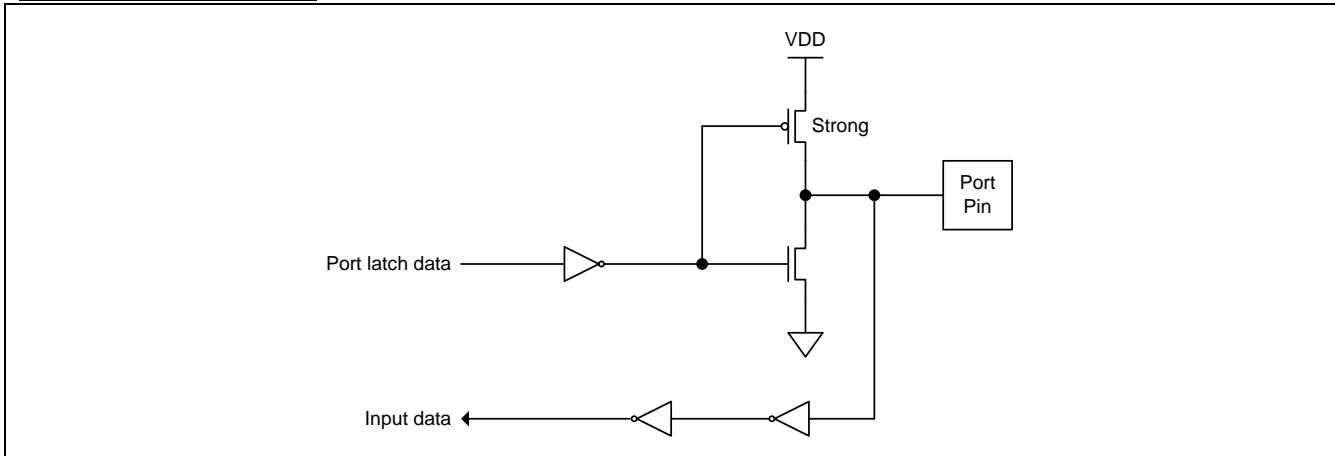 VDD
Strong
Port
Pin
Port latch data
Input data